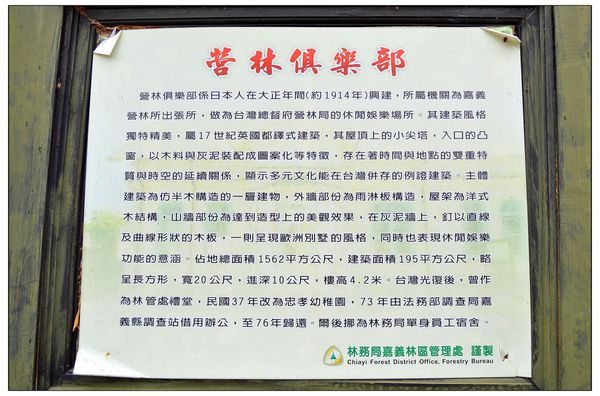 營林俱樂部
營林俱樂部係日本人在大正年間(約1914年)興建，所屬機關為嘉義
營林所出張所，做為台灣總督府營林局的休閒娛樂場所。其建築風格
獨特精美，屬17世紀英國都鐸式建築，其屋頂上的小尖塔，入口的凸
窗，以木料與灰泥裝配成圖案化等特徵，存在著時間與地點的雙重特
質與時空的延續關係，顯示多元文化能在台灣併存的例證建築。主體
建築為仿半木構造的一層建物，外牆部份為雨淋板構造，屋架為洋式
木結構，山牆部份為達到造型上的美觀效果，在灰泥牆上，釘以直線
及曲線形狀的木板，一則呈現歐洲別墅的風格，同時也表現休閒娛樂
功能的意涵。佔地總面積1562平方公尺，建築面積195平方公尺，略
呈長方形，寬20公尺，進深10公尺，樓高4.2米。台灣光復後，曾作
為林管處禮堂，民國37年改為忠孝幼稚園，73年由法務部調查局嘉
義縣調查站借用辦公，至76年歸還。爾後挪為林務局單身員工宿舍。
林務局嘉義林區管理處 謹製
Chiayi Forest District Office, Forestry Bureau